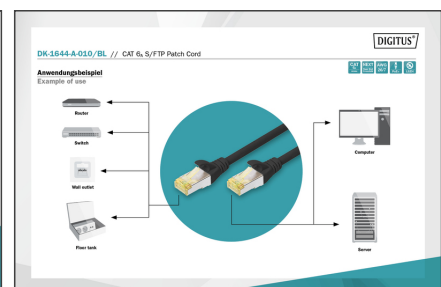 DIGITUS®
DK-1644-A-010/BL // CAT 6A S/FTP Patch Cord
Anwendungsbeispiel
Example of use
Router
Switch
Wall outlet
Floor tank
Computer
Server